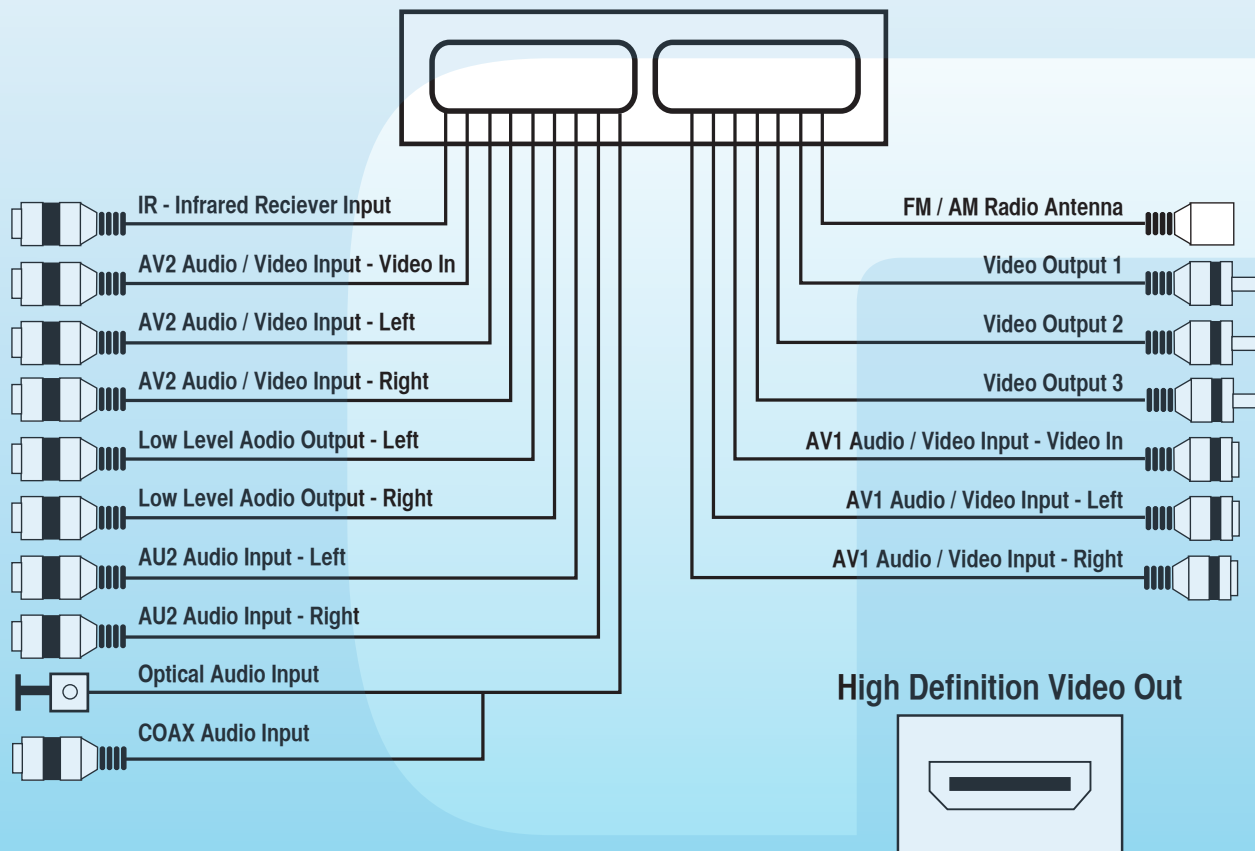 IR - Infrared Reciever Input
AV2 Audio / Video Input - Video In
AV2 Audio / Video Input - Left
AV2 Audio / Video Input - Right
Low Level Aodio Output - Left
Low Level Aodio Output - Right
AU2 Audio Input - Left
AU2 Audio Input - Right
Optical Audio Input
COAX Audio Input
FM / AM Radio Antenna
Video Output 1
Video Output 2
Video Output 3
AV1 Audio / Video Input - Video In
AV1 Audio / Video Input - Left
AV1 Audio / Video Input - Right
High Definition Video Out